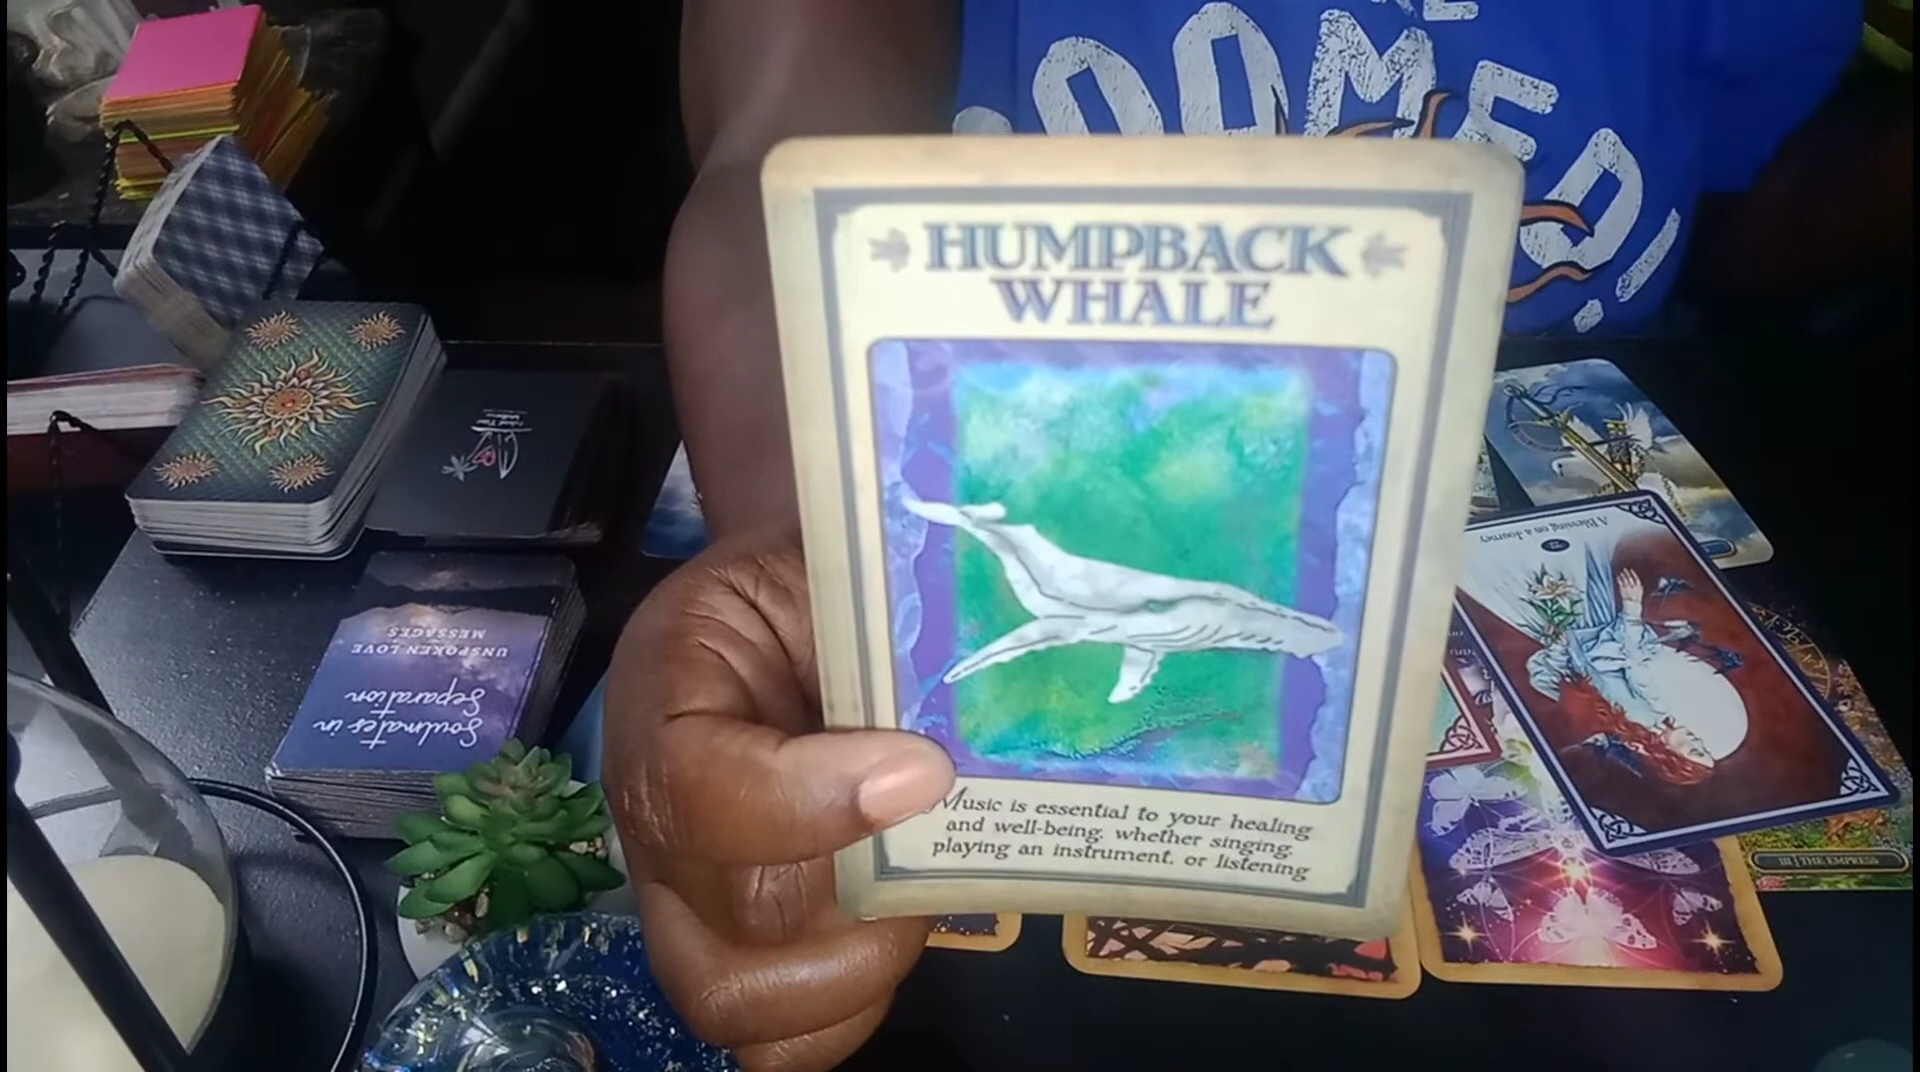 HUMPBACK
WHALE
Music is essential to your healing
and well-being, whether singing,
playing an instrument, or listening
UNSPOKEN LOVE
MESSAGES
Soulmates in
Separation
A Blessing on a Journey
III | THE EMPRESS